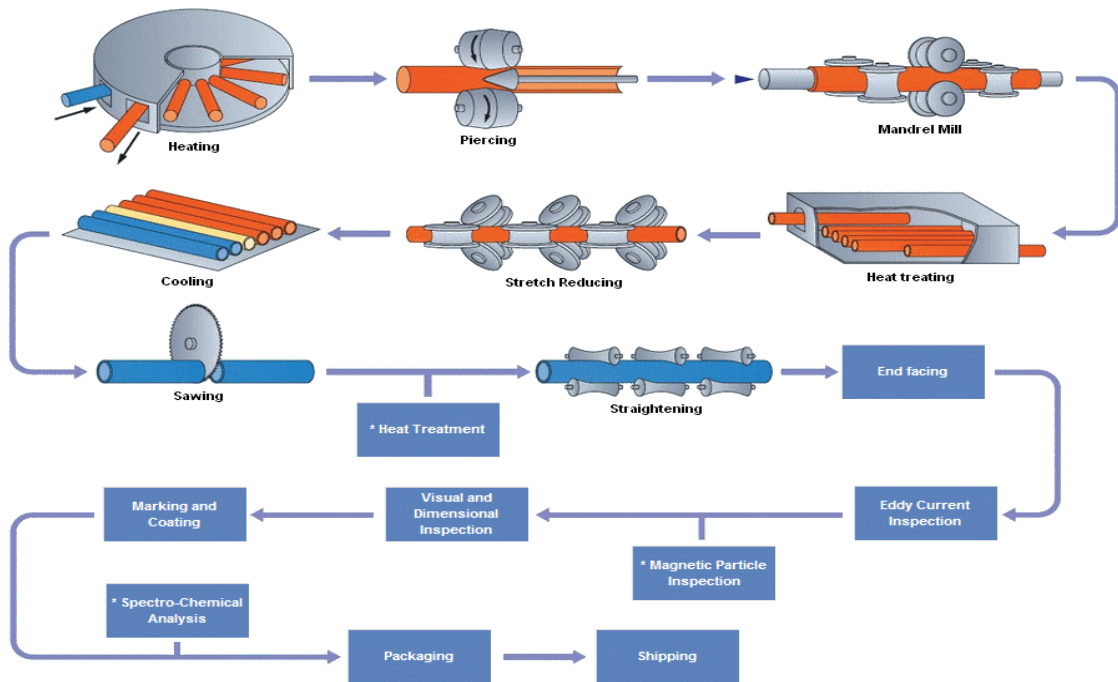 Heating
Piercing
Mandrel Mill
Cooling
Stretch Reducing
Heat treating
Sawing
* Heat Treatment
Straightening
End facing
Marking and
Coating
Visual and
Dimensional
Inspection
Eddy Current
Inspection
* Magnetic Particle
Inspection
* Spectro-Chemical
Analysis
Packaging
Shipping